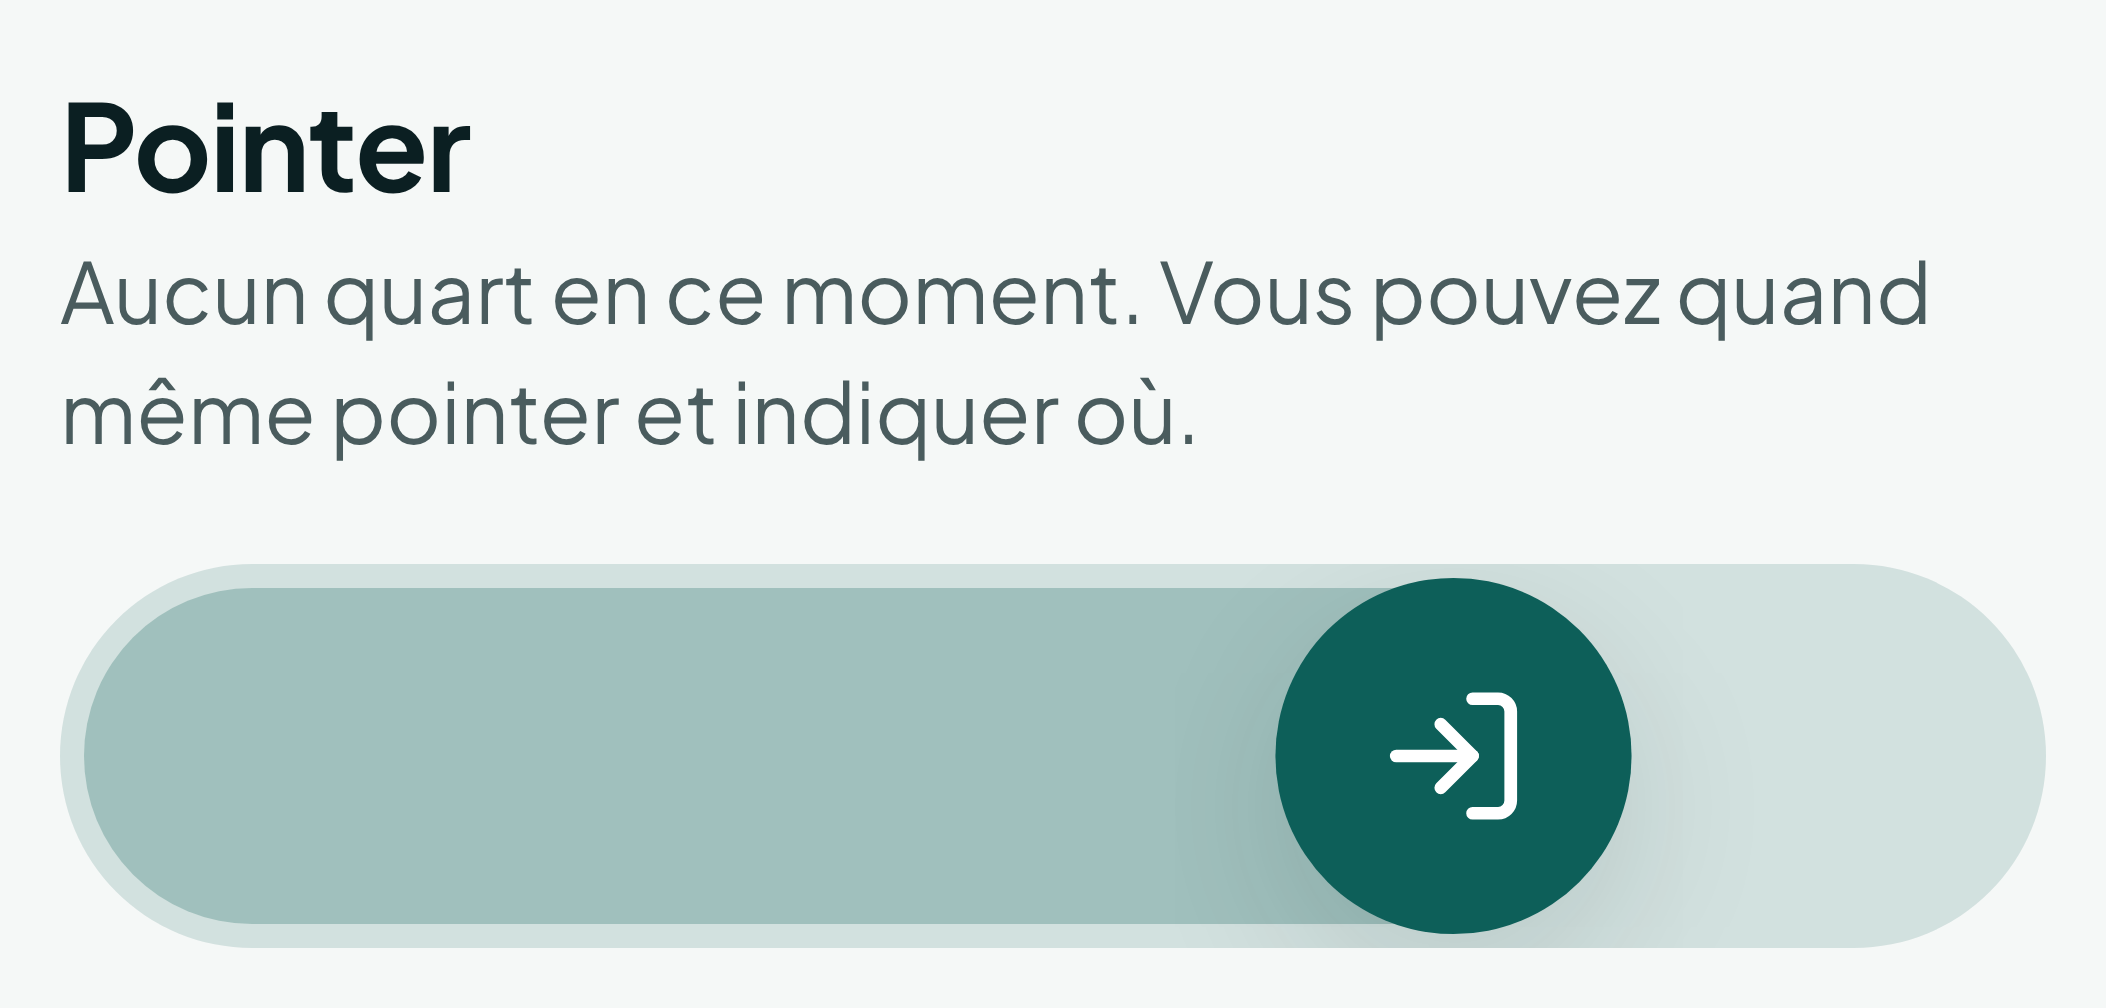 Pointer
Aucun quart en ce moment. Vous pouvez quand
même pointer et indiquer où.